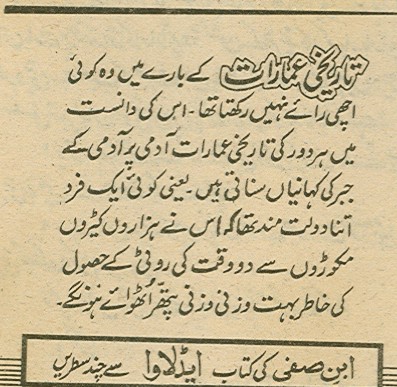 تاریخی عمارات کے بارے میں وہ کوئی
اچھی رائے نہیں رکھتا تھا۔ اس کی دانست
میں ہر دور کی تاریخی عمارات آدمی پر آدمی کے
جبر کی کہانیاں سناتی ہیں۔ یعنی کوئی ایک فرد
اتنا دولت مند تھا کہ اس نے ہزاروں کیڑوں
مکوڑوں سے دو وقت کی روٹی کے حصول
کی خاطر بہت وزنی وزنی پتھر اُٹھوائے ہونگے۔
ابن صفی کی کتاب ایڈلاوا سے چند سطریں